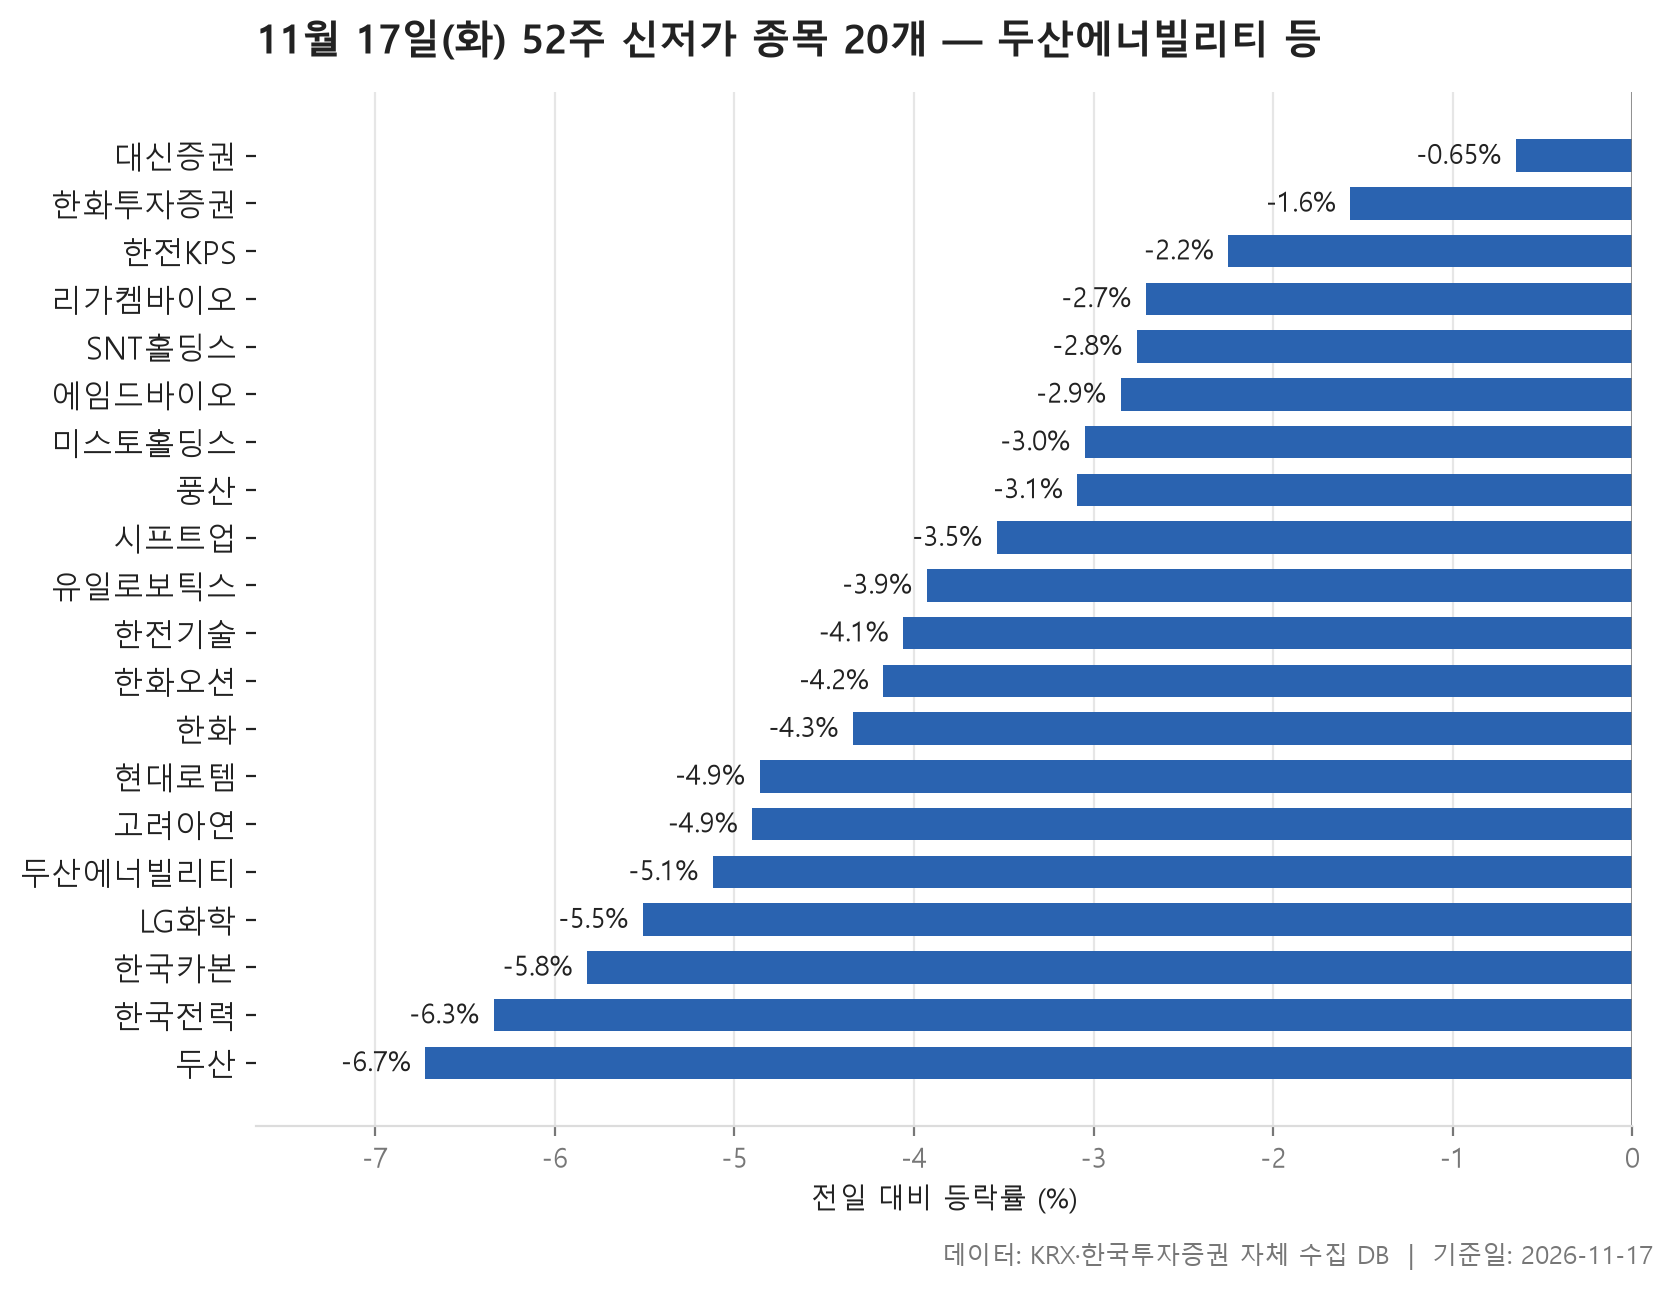 11월 17일(화) 52주 신저가 종목 20개 — 두산에너빌리티 등
대신증권 -0.65%
한화투자증권 -1.6%
한전KPS -2.2%
리가켐바이오 -2.7%
SNT홀딩스 -2.8%
에임드바이오 -2.9%
미스토홀딩스 -3.0%
풍산 -3.1%
시프트업 -3.5%
유일로보틱스 -3.9%
한전기술 -4.1%
한화오션 -4.2%
한화 -4.3%
현대로템 -4.9%
고려아연 -4.9%
두산에너빌리티 -5.1%
LG화학 -5.5%
한국카본 -5.8%
한국전력 -6.3%
두산 -6.7%
-7 -6 -5 -4 -3 -2 -1 0
전일 대비 등락률 (%)
데이터: KRX·한국투자증권 자체 수집 DB | 기준일: 2026-11-17